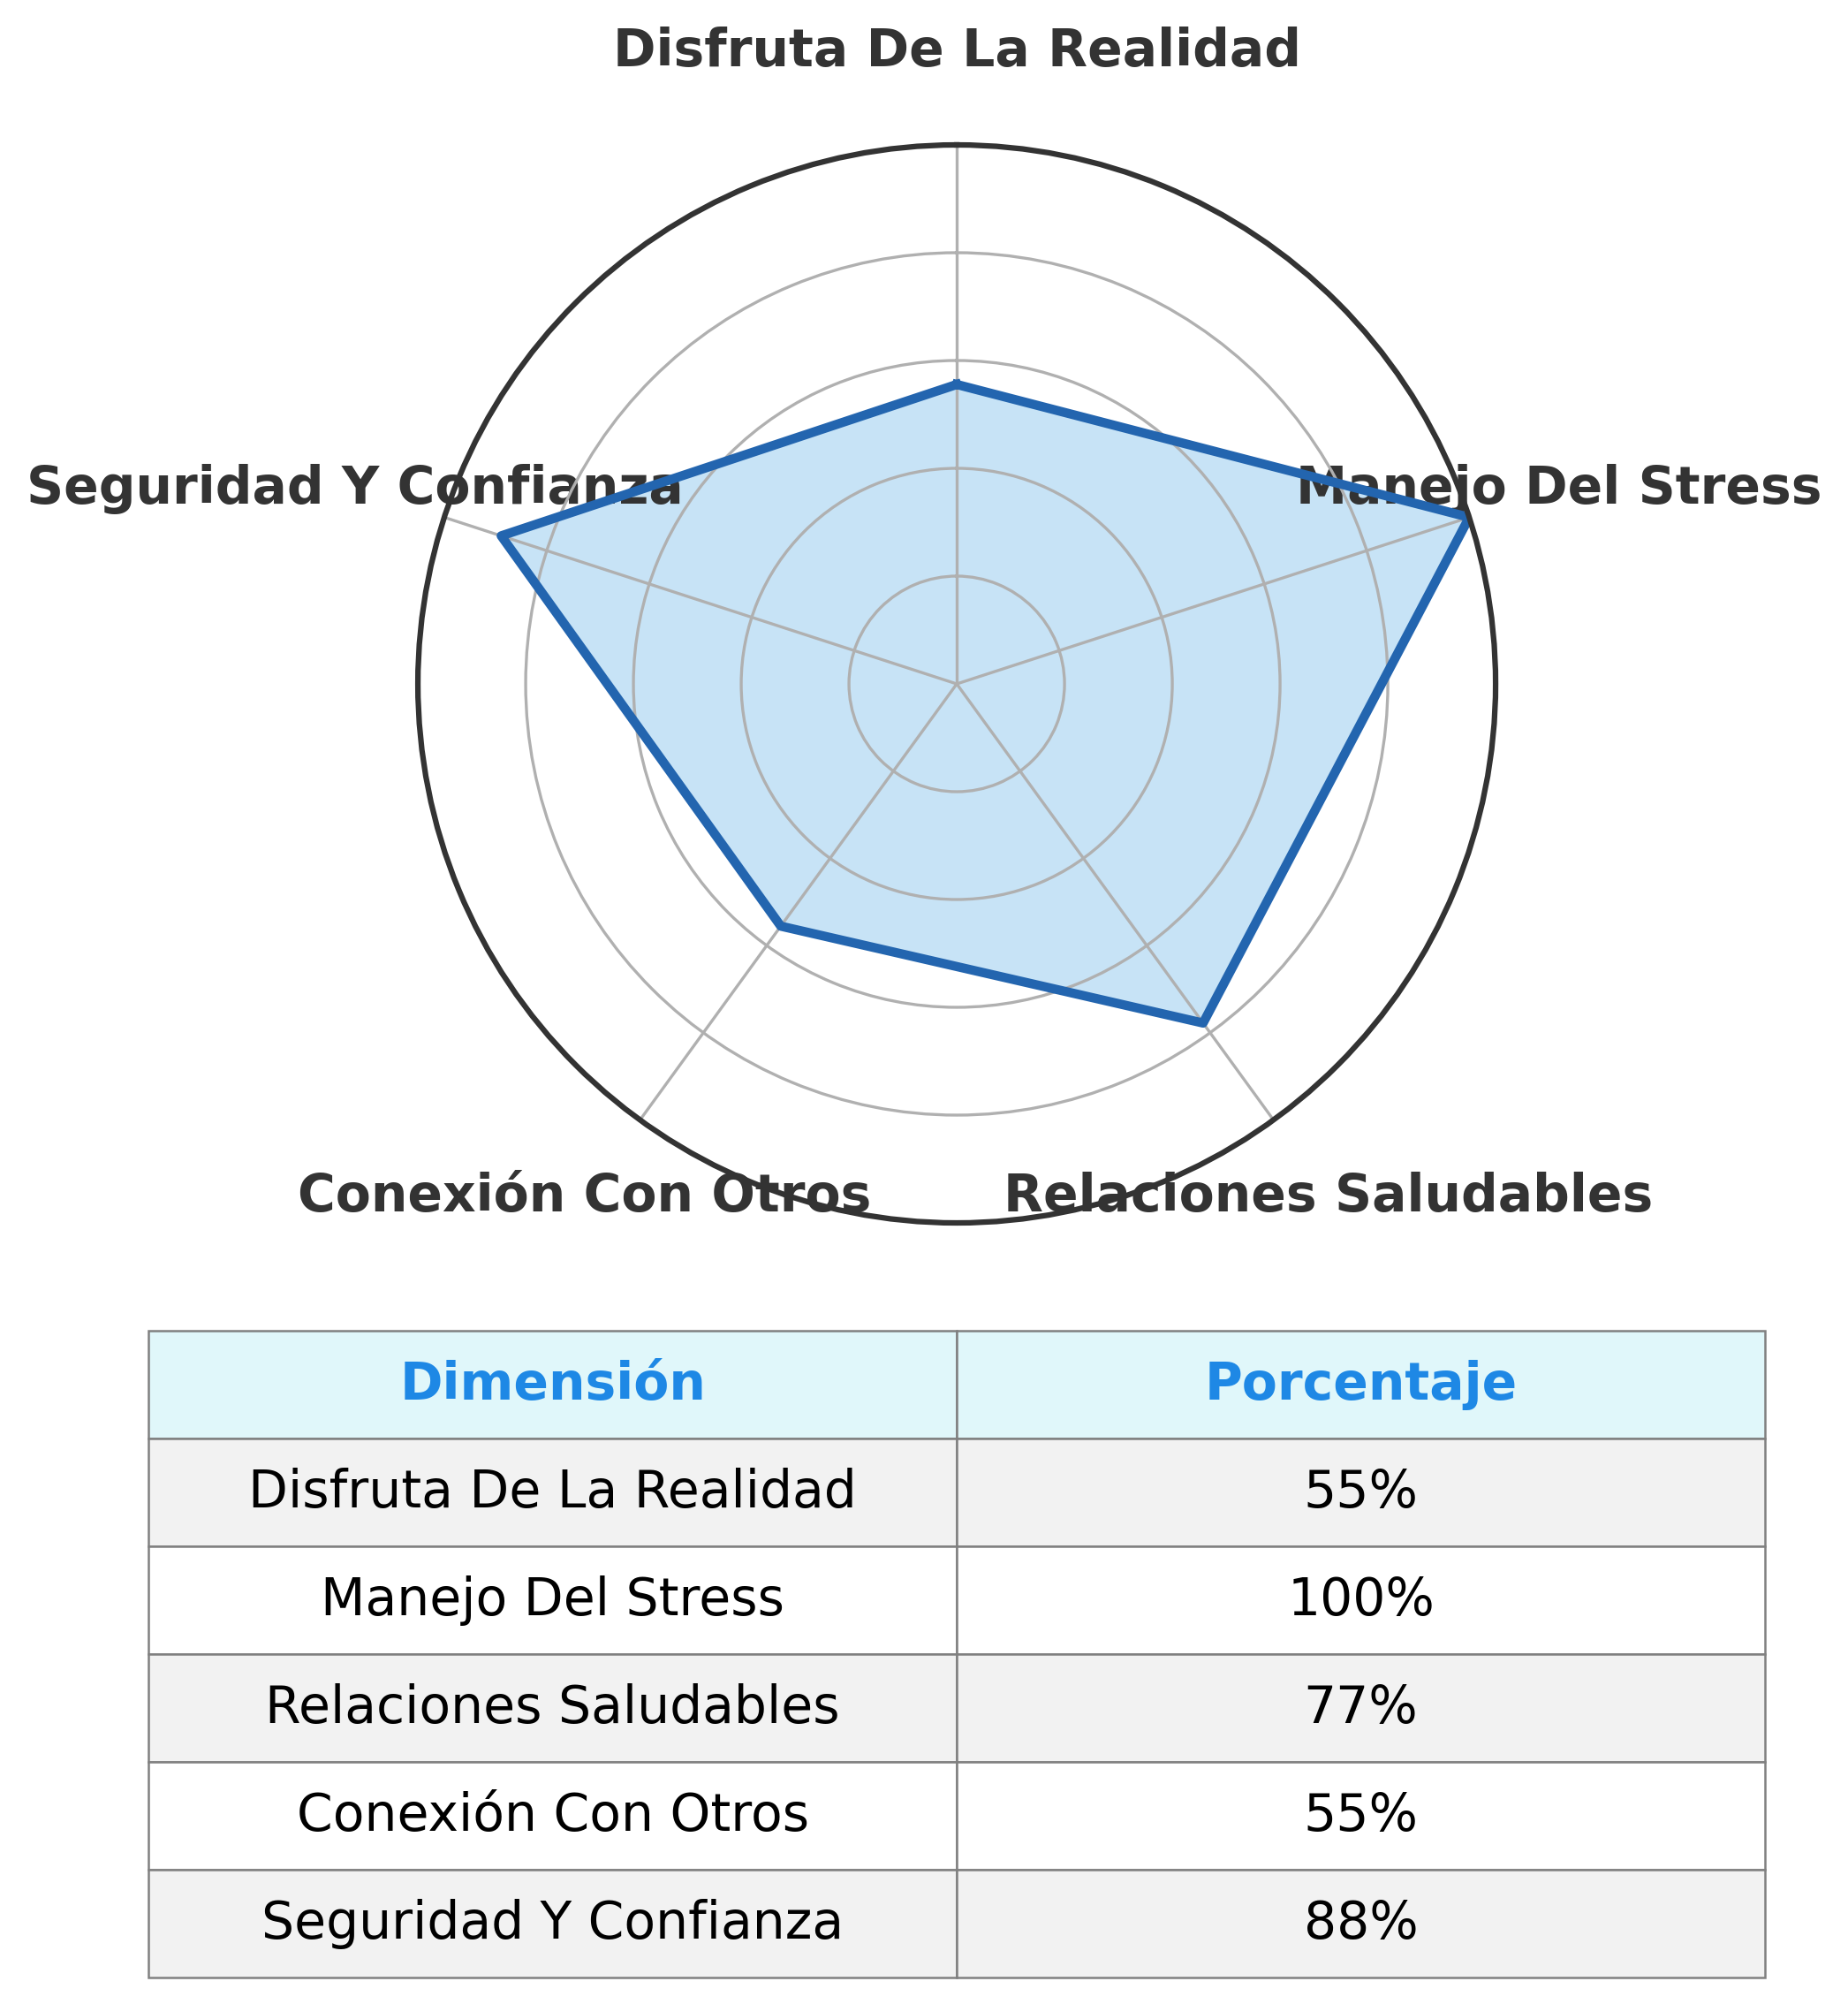 Disfruta De La Realidad
Seguridad Y Confianza
Manejo Del Stress
Conexión Con Otros
Relaciones Saludables
Dimensión Porcentaje
Disfruta De La Realidad 55%
Manejo Del Stress 100%
Relaciones Saludables 77%
Conexión Con Otros 55%
Seguridad Y Confianza 88%